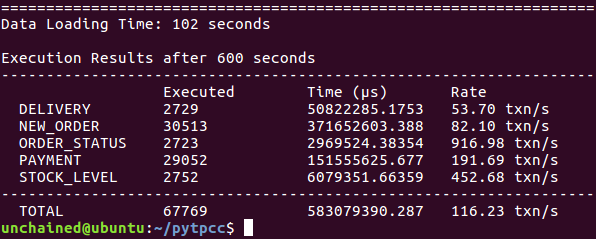 ==========================================================================
Data Loading Time: 102 seconds
Execution Results after 600 seconds
--------------------------------------------------------------------------
Executed Time (µs) Rate
DELIVERY 2729 50822285.1753 53.70 txn/s
NEW_ORDER 30513 371652603.388 82.10 txn/s
ORDER_STATUS 2723 2969524.38354 916.98 txn/s
PAYMENT 29052 151555625.677 191.69 txn/s
STOCK_LEVEL 2752 6079351.66359 452.68 txn/s
--------------------------------------------------------------------------
TOTAL 67769 583079390.287 116.23 txn/s
unchained@ubuntu:~/pytpcc$